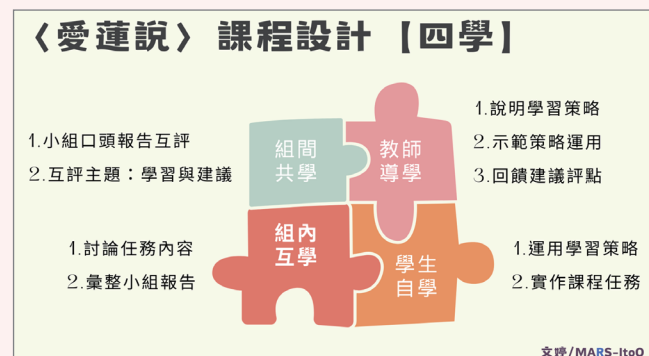 〈愛蓮說〉課程設計【四學】
1.小組口頭報告互評
2.互評主題：學習與建議
組間
共學
教師
導學
1.說明學習策略
2.示範策略運用
3.回饋建議評點
1.討論任務內容
2.彙整小組報告
組內
互學
學生
自學
1.運用學習策略
2.實作課程任務
文婷/MARS-ItoO